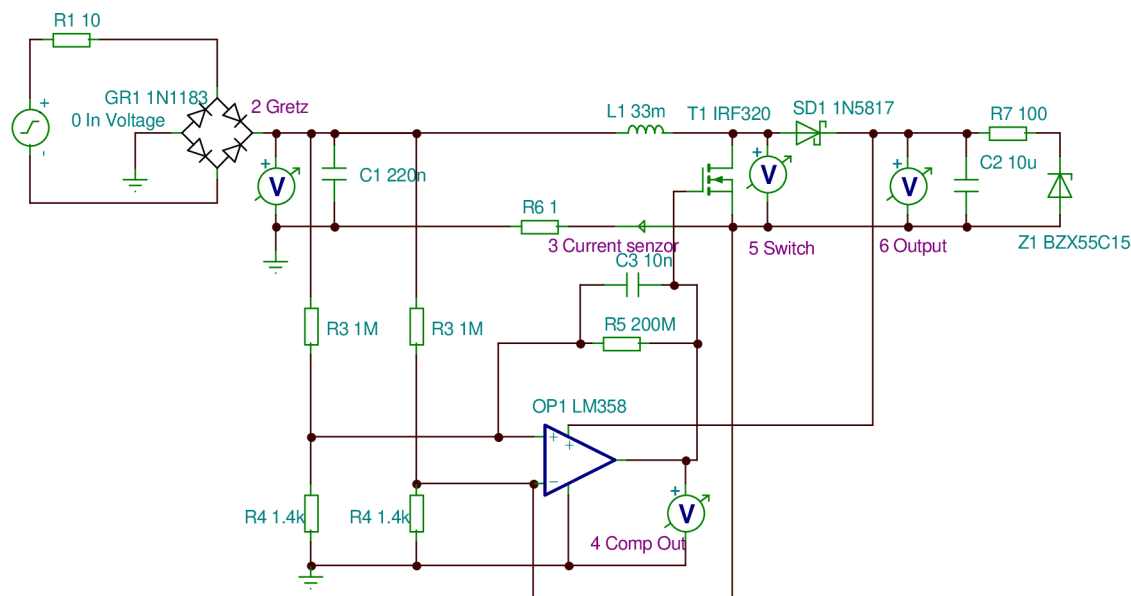 R1 10
GR1 1N1183
0 In Voltage
2 Gretz
+
-
+
V
C1 220n
L1 33m
T1 IRF320
SD1 1N5817
R7 100
+
V
+
V
C2 10u
R6 1
3 Current senzor
5 Switch
6 Output
Z1 BZX55C15
C3 10n
R3 1M
R3 1M
R5 200M
OP1 LM358
+
+
-
R4 1.4k
R4 1.4k
+
V
4 Comp Out